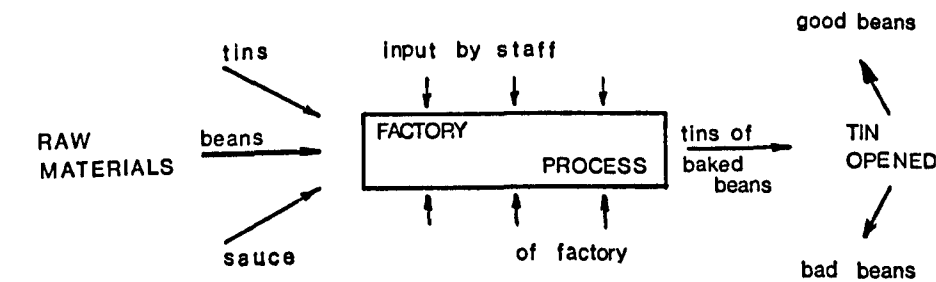 good beans
tins
input by staff
RAW
MATERIALS
beans
FACTORY
PROCESS
tins of
baked
beans
TIN
OPENED
sauce
of factory
bad beans